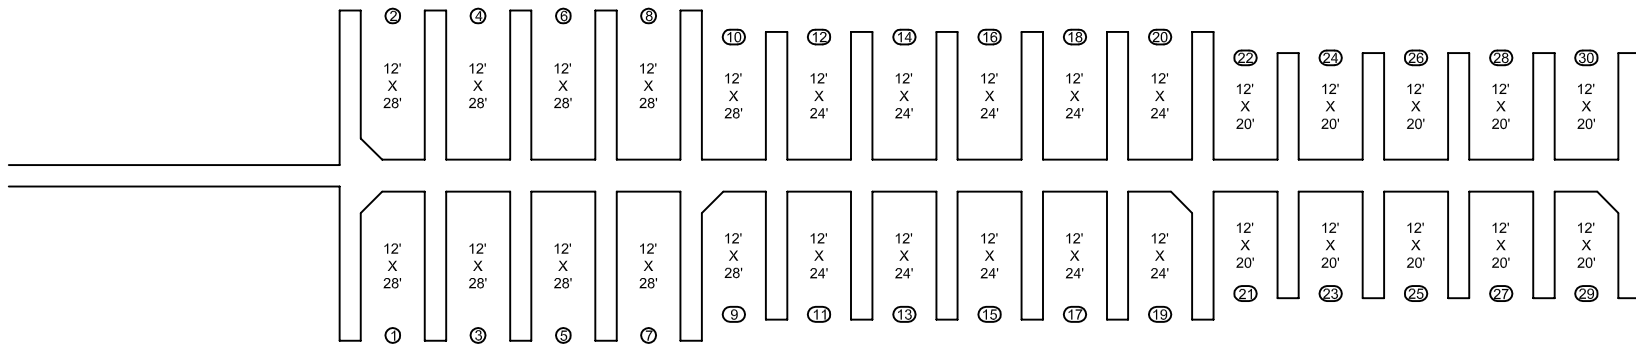 2 4 6 8
10 12 14 16 18 20
22 24 26 28 30
12' 12' 12' 12'
X X X X
28' 28' 28' 28'
12' 12' 12' 12' 12' 12'
X X X X X X
28' 24' 24' 24' 24' 24'
12' 12' 12' 12' 12'
X X X X X
20' 20' 20' 20' 20'
12' 12' 12' 12'
X X X X
28' 28' 28' 28'
12' 12' 12' 12' 12' 12'
X X X X X X
28' 24' 24' 24' 24' 24'
12' 12' 12' 12' 12'
X X X X X
20' 20' 20' 20' 20'
21 23 25 27 29
9 11 13 15 17 19
1 3 5 7